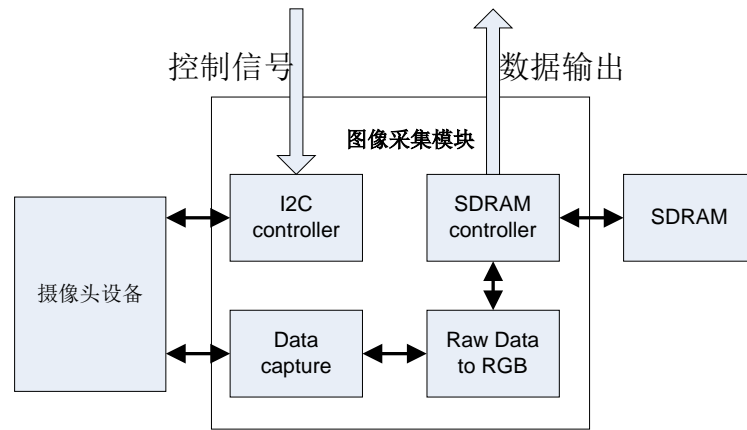 控制信号
数据输出
图像采集模块
I2C
controller
SDRAM
controller
SDRAM
摄像头设备
Data
capture
Raw Data
to RGB